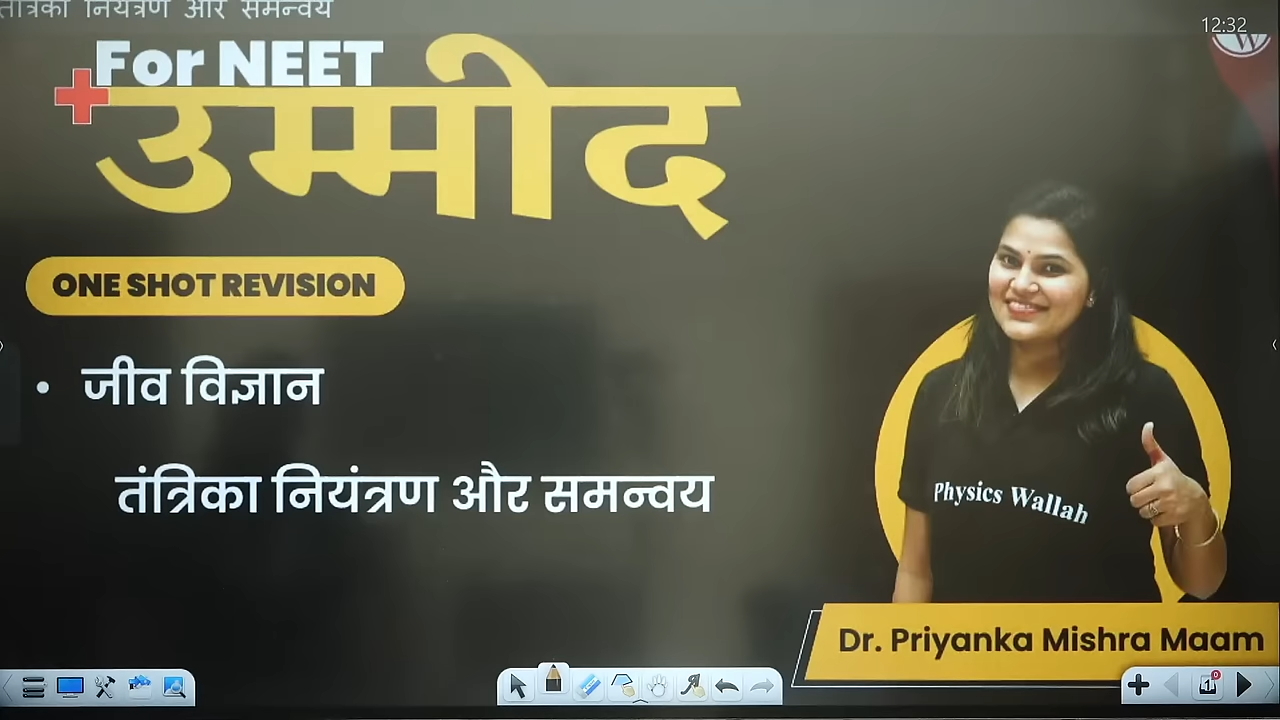 तंत्रिका नियंत्रण और समन्वय
12:32
W
For NEET
उम्मीद
ONE SHOT REVISION
• जीव विज्ञान
तंत्रिका नियंत्रण और समन्वय
Physics Wallah
Dr. Priyanka Mishra Maam